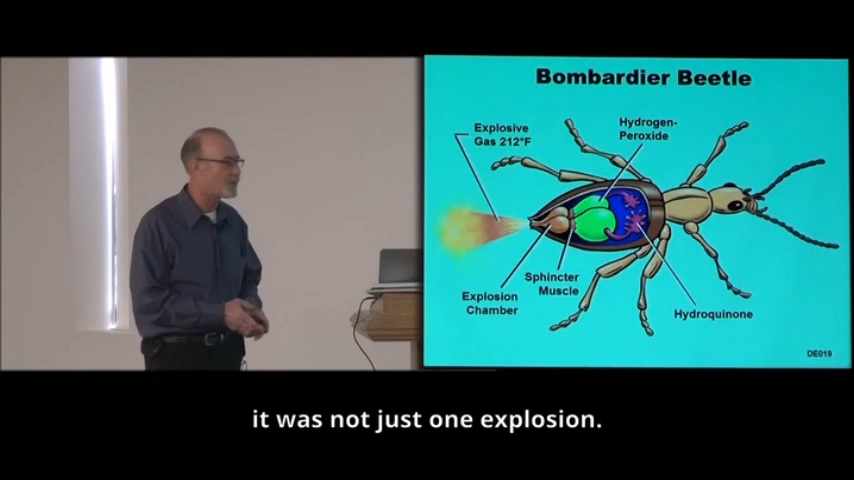 Bombardier Beetle
Explosive
Gas 212°F
Hydrogen-
Peroxide
Sphincter
Muscle
Explosion
Chamber
Hydroquinone
DE019
it was not just one explosion.